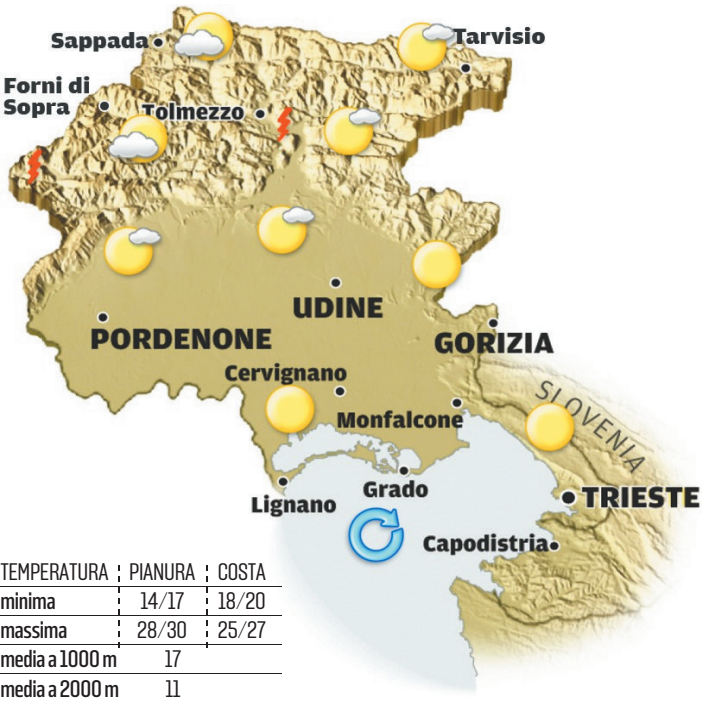 Sappada
Tarvisio
Forni di
Sopra
Tolmezzo
UDINE
PORDENONE
GORIZIA
Cervignano
SLOVENIA
Monfalcone
Lignano
Grado
TRIESTE
Capodistria
TEMPERATURA PIANURA COSTA
minima 14/17 18/20
massima 28/30 25/27
media a 1000 m 17
media a 2000 m 11